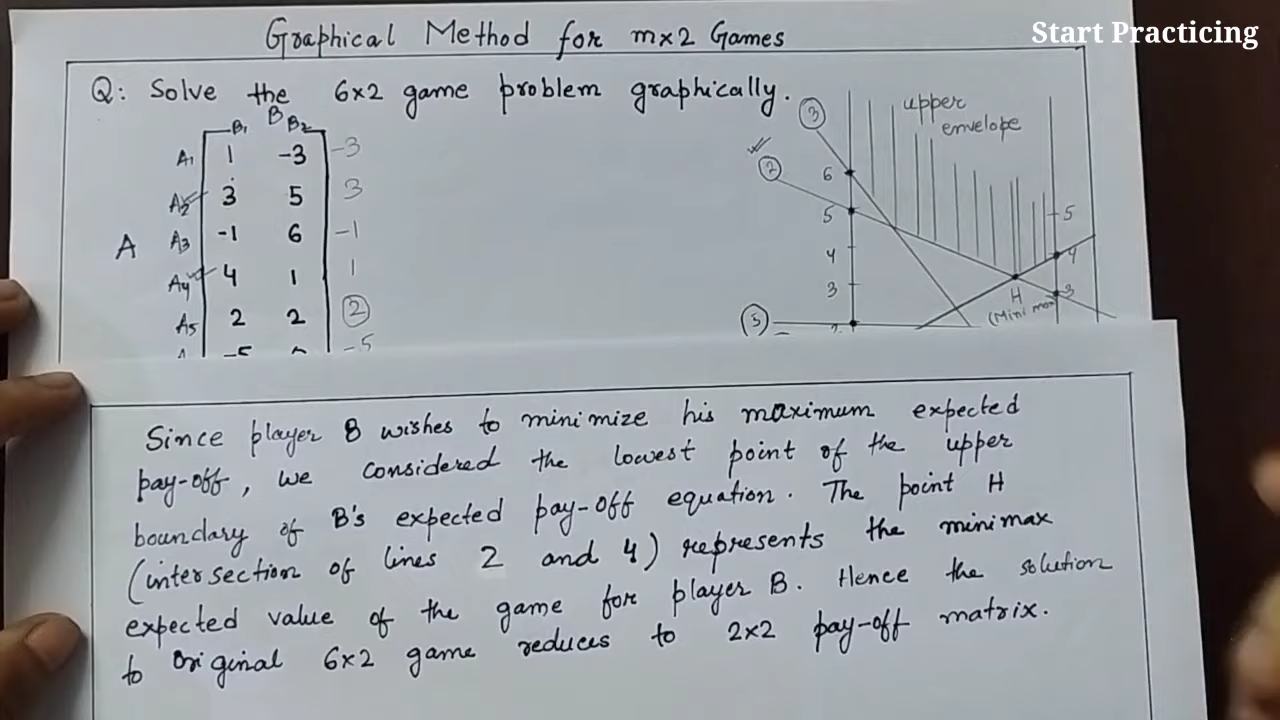 Start Practicing
Graphical Method for m×2 Games
Q: Solve the 6×2 game problem graphically.
B
B₁ B₂
A₁ 1 -3 -3
A₂ 3 5 3
A A₃ -1 6 -1
A₄ 4 1 1
A₅ 2 2 2
-5 -5
upper
envelope
3
2
6
5 5
4 4
3 3
H
(Mini max
5
Since player B wishes to minimize his maximum expected
pay-off, we considered the lowest point of the upper
boundary of B's expected pay-off equation. The point H
(intersection of lines 2 and 4) represents the minimax
expected value of the game for player B. Hence the solution
to original 6×2 game reduces to 2×2 pay-off matrix.